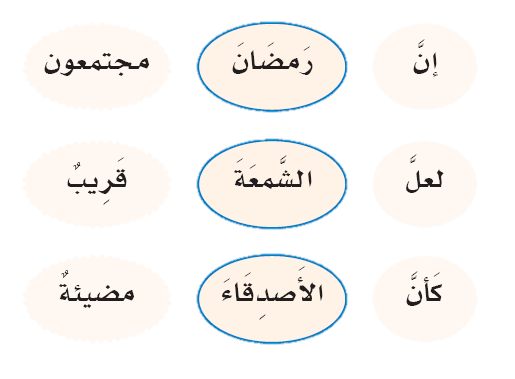 إنَّ رَمضَانَ مجتمعون
لعلَّ الشَّمعَةَ قَرِيبٌ
كَأنَّ الأَصدِقَاءَ مضيئةٌ